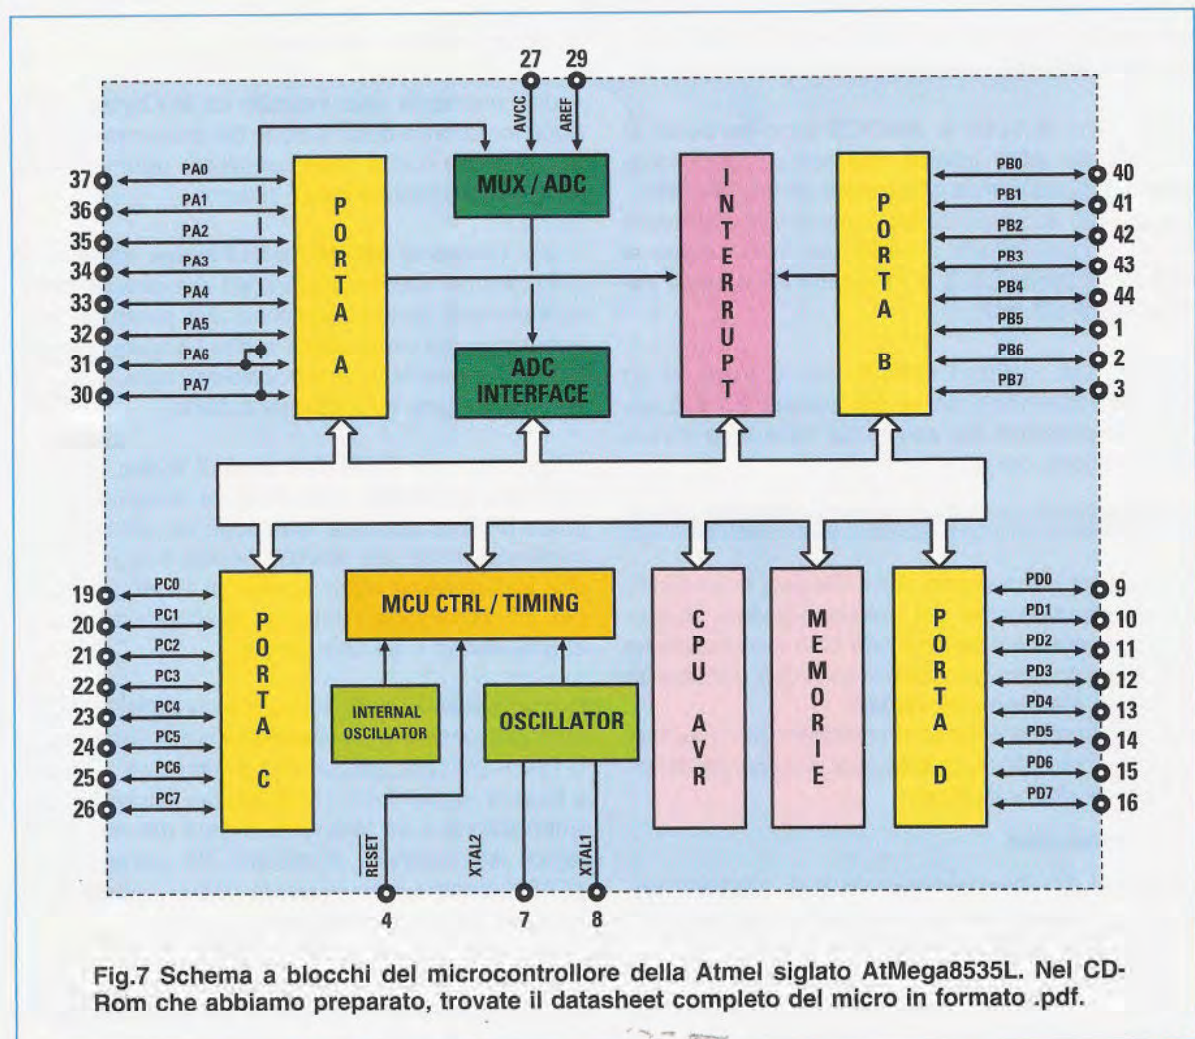 27 29
AVCC AREF
MUX / ADC
ADC
INTERFACE
PORTA A
INTERRUPT
PORTA B
37 PA0
36 PA1
35 PA2
34 PA3
33 PA4
32 PA5
31 PA6
30 PA7
PB0 40
PB1 41
PB2 42
PB3 43
PB4 44
PB5 1
PB6 2
PB7 3
19 PC0
20 PC1
21 PC2
22 PC3
23 PC4
24 PC5
25 PC6
26 PC7
PORTA C
MCU CTRL / TIMING
INTERNAL
OSCILLATOR
OSCILLATOR
CPU AVR
MEMORIE
PORTA D
PD0 9
PD1 10
PD2 11
PD3 12
PD4 13
PD5 14
PD6 15
PD7 16
RESET XTAL2 XTAL1
4 7 8
Fig.7 Schema a blocchi del microcontrollore della Atmel siglato AtMega8535L. Nel CD-
Rom che abbiamo preparato, trovate il datasheet completo del micro in formato .pdf.